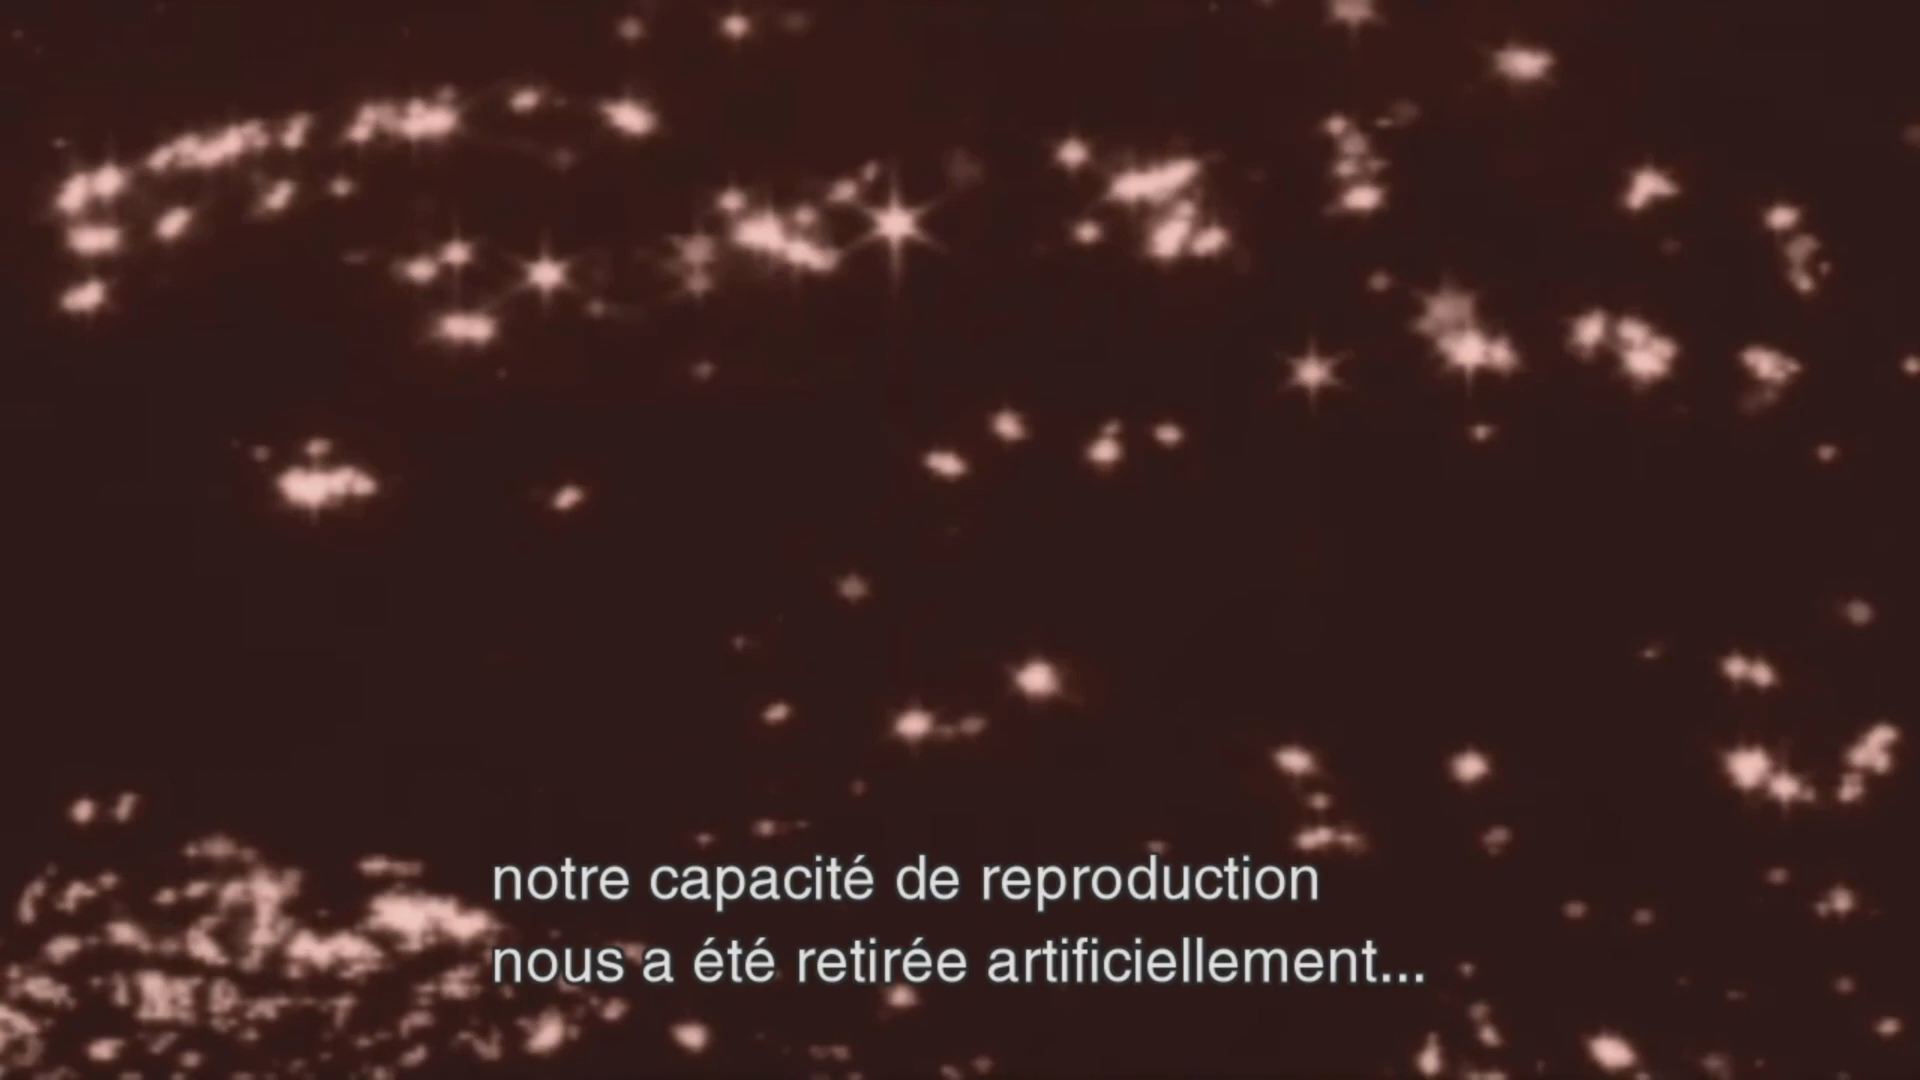 notre capacité de reproduction
nous a été retirée artificiellement...